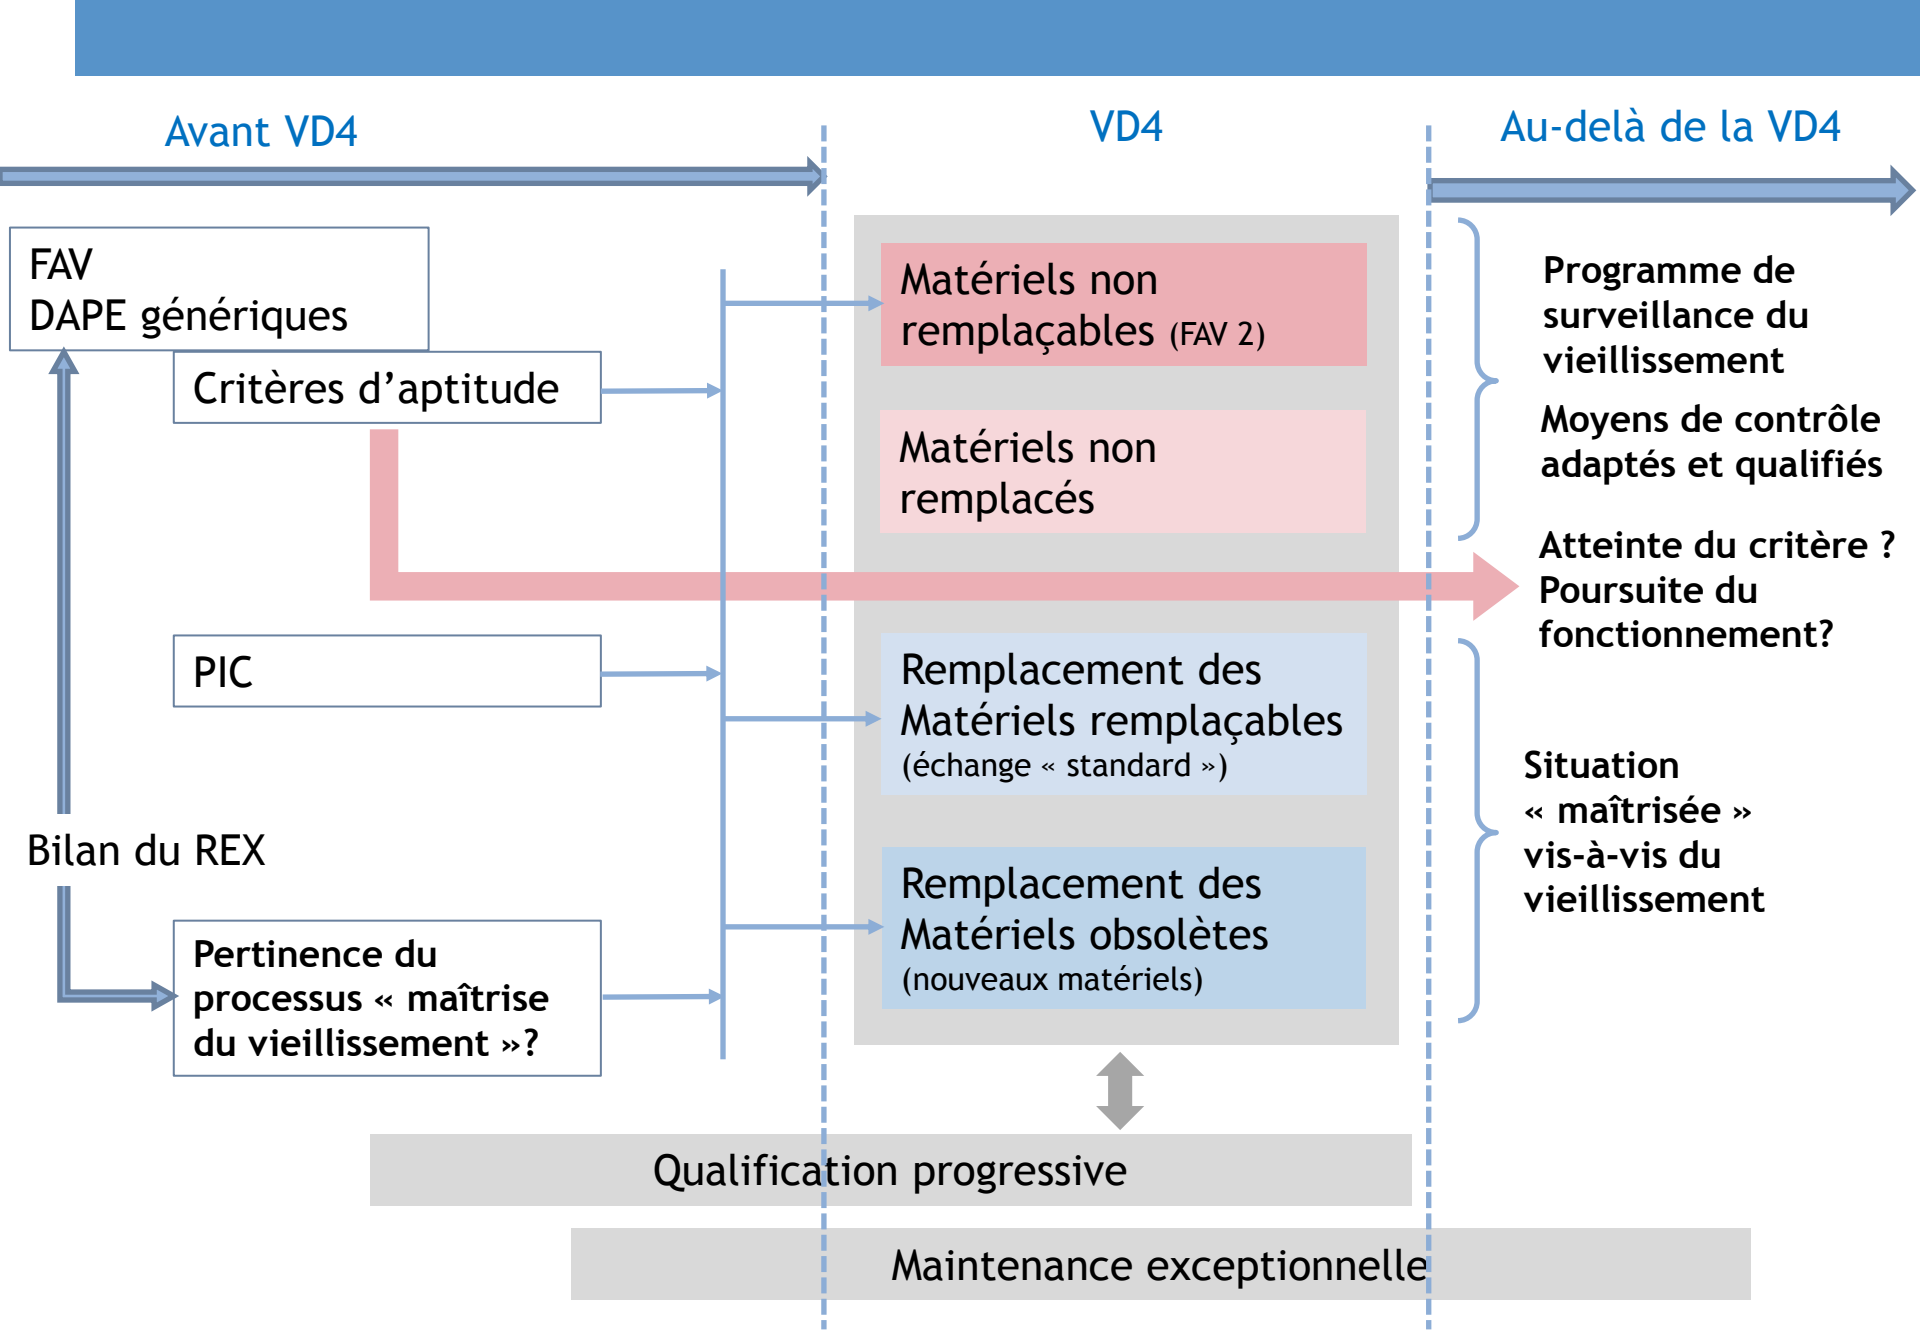 Avant VD4
VD4
Au-delà de la VD4
FAV
DAPE génériques
Critères d’aptitude
PIC
Bilan du REX
Pertinence du
processus « maîtrise
du vieillissement »?
Matériels non
remplaçables (FAV 2)
Matériels non
remplacés
Remplacement des
Matériels remplaçables
(échange « standard »)
Remplacement des
Matériels obsolètes
(nouveaux matériels)
Programme de
surveillance du
vieillissement
Moyens de contrôle
adaptés et qualifiés
Atteinte du critère ?
Poursuite du
fonctionnement?
Situation
« maîtrisée »
vis-à-vis du
vieillissement
Qualification progressive
Maintenance exceptionnelle